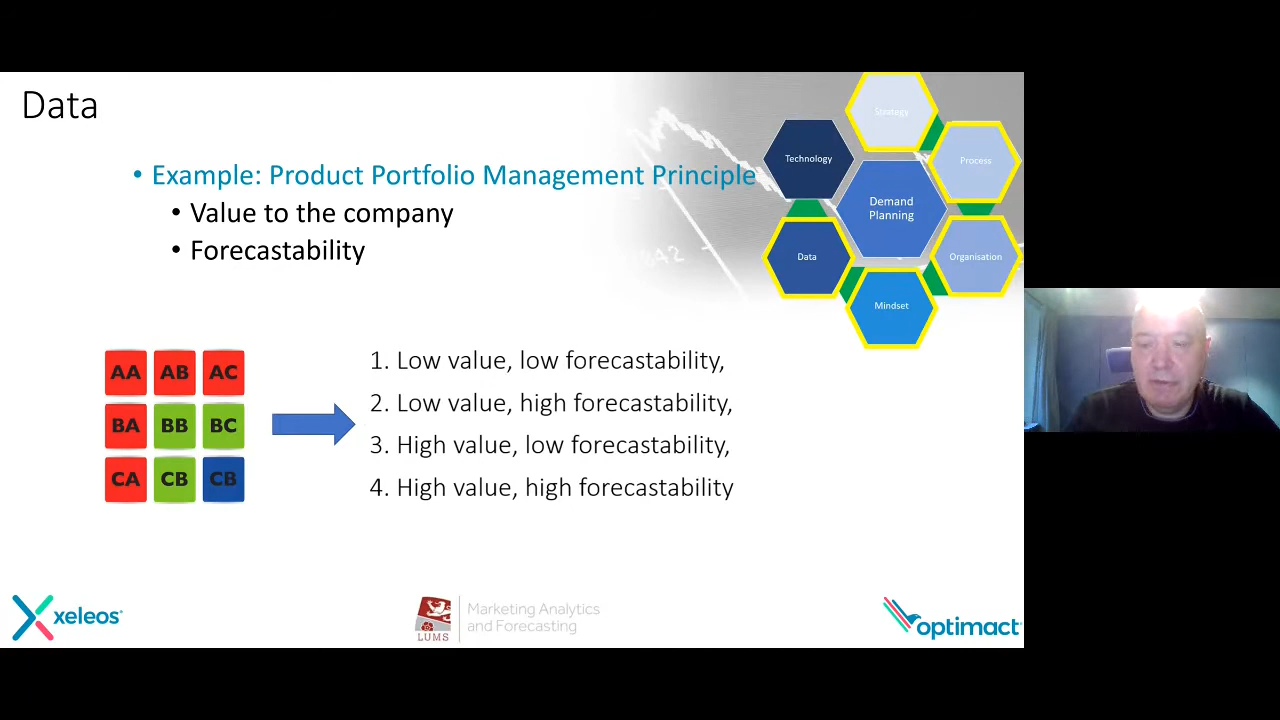 Data
• Example: Product Portfolio Management Principle
• Value to the company
• Forecastability
Strategy
Technology
Process
Demand
Planning
Data
Organisation
Mindset
AA AB AC
BA BB BC
CA CB CB
1. Low value, low forecastability,
2. Low value, high forecastability,
3. High value, low forecastability,
4. High value, high forecastability
xeleos
LUMS
Marketing Analytics
and Forecasting
optimact